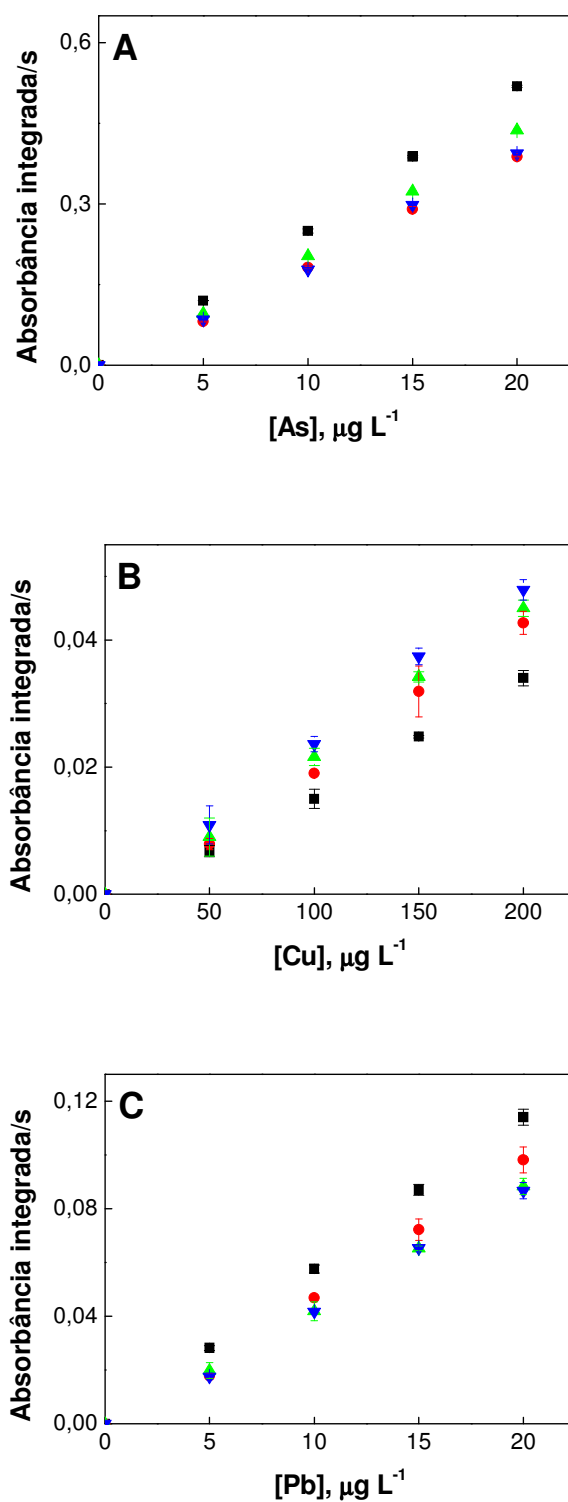 A
0,6
0,3
0,0
Absorbância integrada/s
0 5 10 15 20
[As], μg L⁻¹
B
0,04
0,02
0,00
Absorbância integrada/s
0 50 100 150 200
[Cu], μg L⁻¹
C
0,12
0,08
0,04
0,00
Absorbância integrada/s
0 5 10 15 20
[Pb], μg L⁻¹